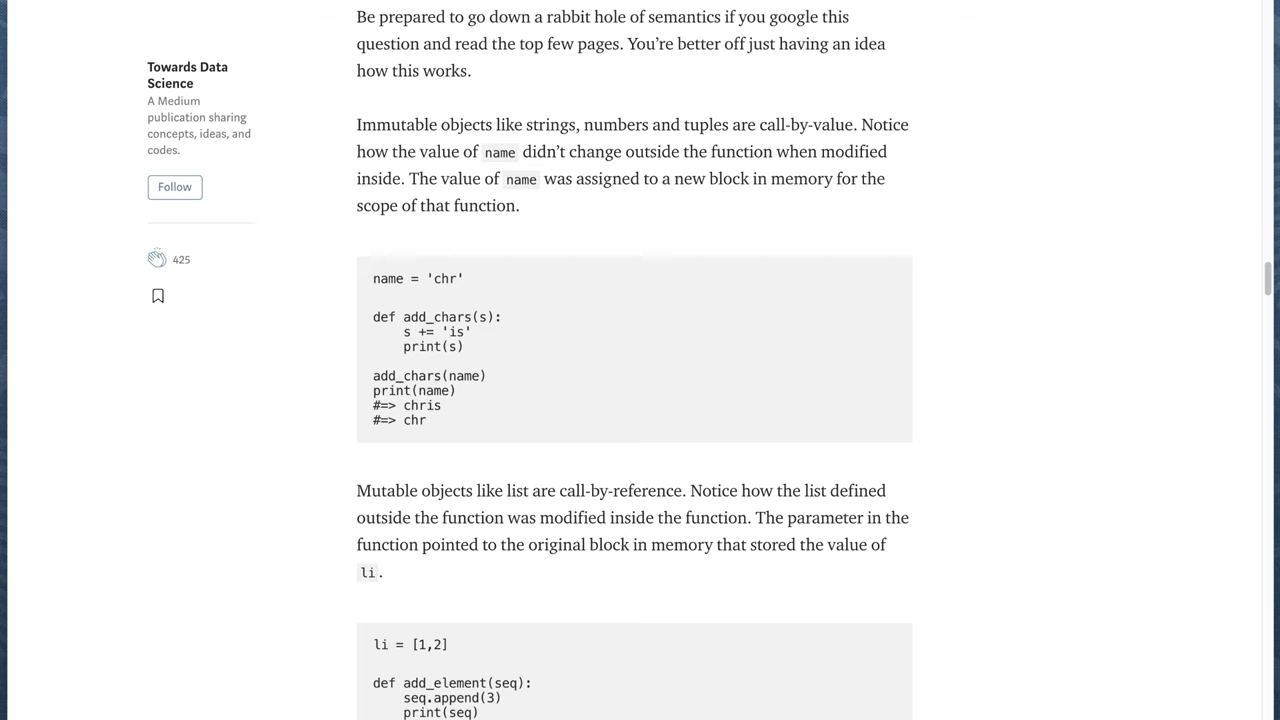 Be prepared to go down a rabbit hole of semantics if you google this
question and read the top few pages. You’re better off just having an idea
how this works.
Towards Data
Science
A Medium
publication sharing
concepts, ideas, and
codes.
Follow
425
Immutable objects like strings, numbers and tuples are call-by-value. Notice
how the value of name didn’t change outside the function when modified
inside. The value of name was assigned to a new block in memory for the
scope of that function.
name = 'chr'
def add_chars(s):
    s += 'is'
    print(s)
add_chars(name)
print(name)
#=> chris
#=> chr
Mutable objects like list are call-by-reference. Notice how the list defined
outside the function was modified inside the function. The parameter in the
function pointed to the original block in memory that stored the value of
li.
li = [1,2]
def add_element(seq):
    seq.append(3)
    print(seq)